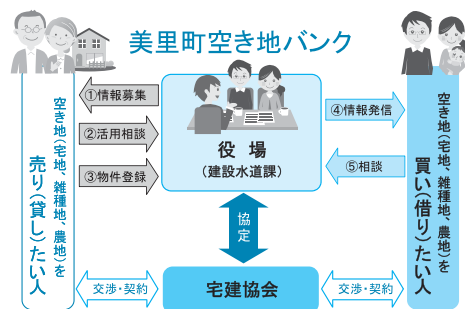 美里町空き地バンク
空き地(宅地、雑種地、農地)を
売り(貸し)たい人
①情報募集
②活用相談
③物件登録
役場
(建設水道課)
④情報発信
⑤相談
空き地(宅地、雑種地、農地)を
買い(借り)たい人
協定
交渉・契約
宅建協会
交渉・契約